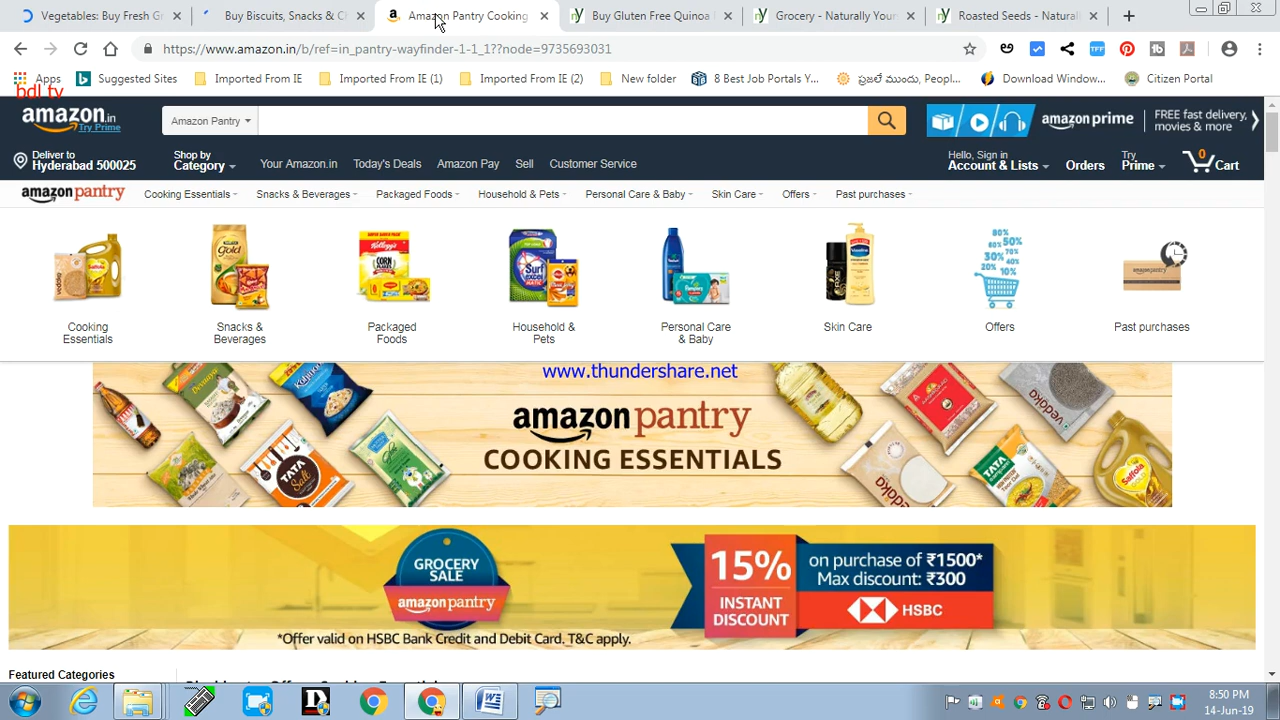 Vegetables: Buy Fresh Gr
Buy Biscuits, Snacks & C
Amazon Pantry Cooking
Buy Gluten Free Quinoa
Grocery - Naturally Yours
Roasted Seeds - Natural
https://www.amazon.in/b/ref=in_pantry-wayfinder-1-1_1??node=9735693031
Apps
Suggested Sites
Imported From IE
Imported From IE (1)
Imported From IE (2)
New folder
8 Best Job Portals Y...
ప్రజలే ముందు, Peopl...
Download Window...
Citizen Portal
bdl tv
amazon.in
Try Prime
Amazon Pantry
amazon prime
FREE fast delivery,
movies & more
Deliver to
Hyderabad 500025
Shop by
Category
Your Amazon.in
Today's Deals
Amazon Pay
Sell
Customer Service
Hello, Sign in
Account & Lists
Orders
Try
Prime
0
Cart
amazon pantry
Cooking Essentials
Snacks & Beverages
Packaged Foods
Household & Pets
Personal Care & Baby
Skin Care
Offers
Past purchases
Cooking
Essentials
Snacks &
Beverages
Packaged
Foods
Household &
Pets
Personal Care
& Baby
Skin Care
Offers
Past purchases
www.thundershare.net
amazon pantry
COOKING ESSENTIALS
GROCERY
SALE
amazon pantry
*Offer valid on HSBC Bank Credit and Debit Card. T&C apply.
15%
INSTANT
DISCOUNT
on purchase of ₹1500*
Max discount: ₹300
HSBC
Featured Categories
8:50 PM
14-Jun-19